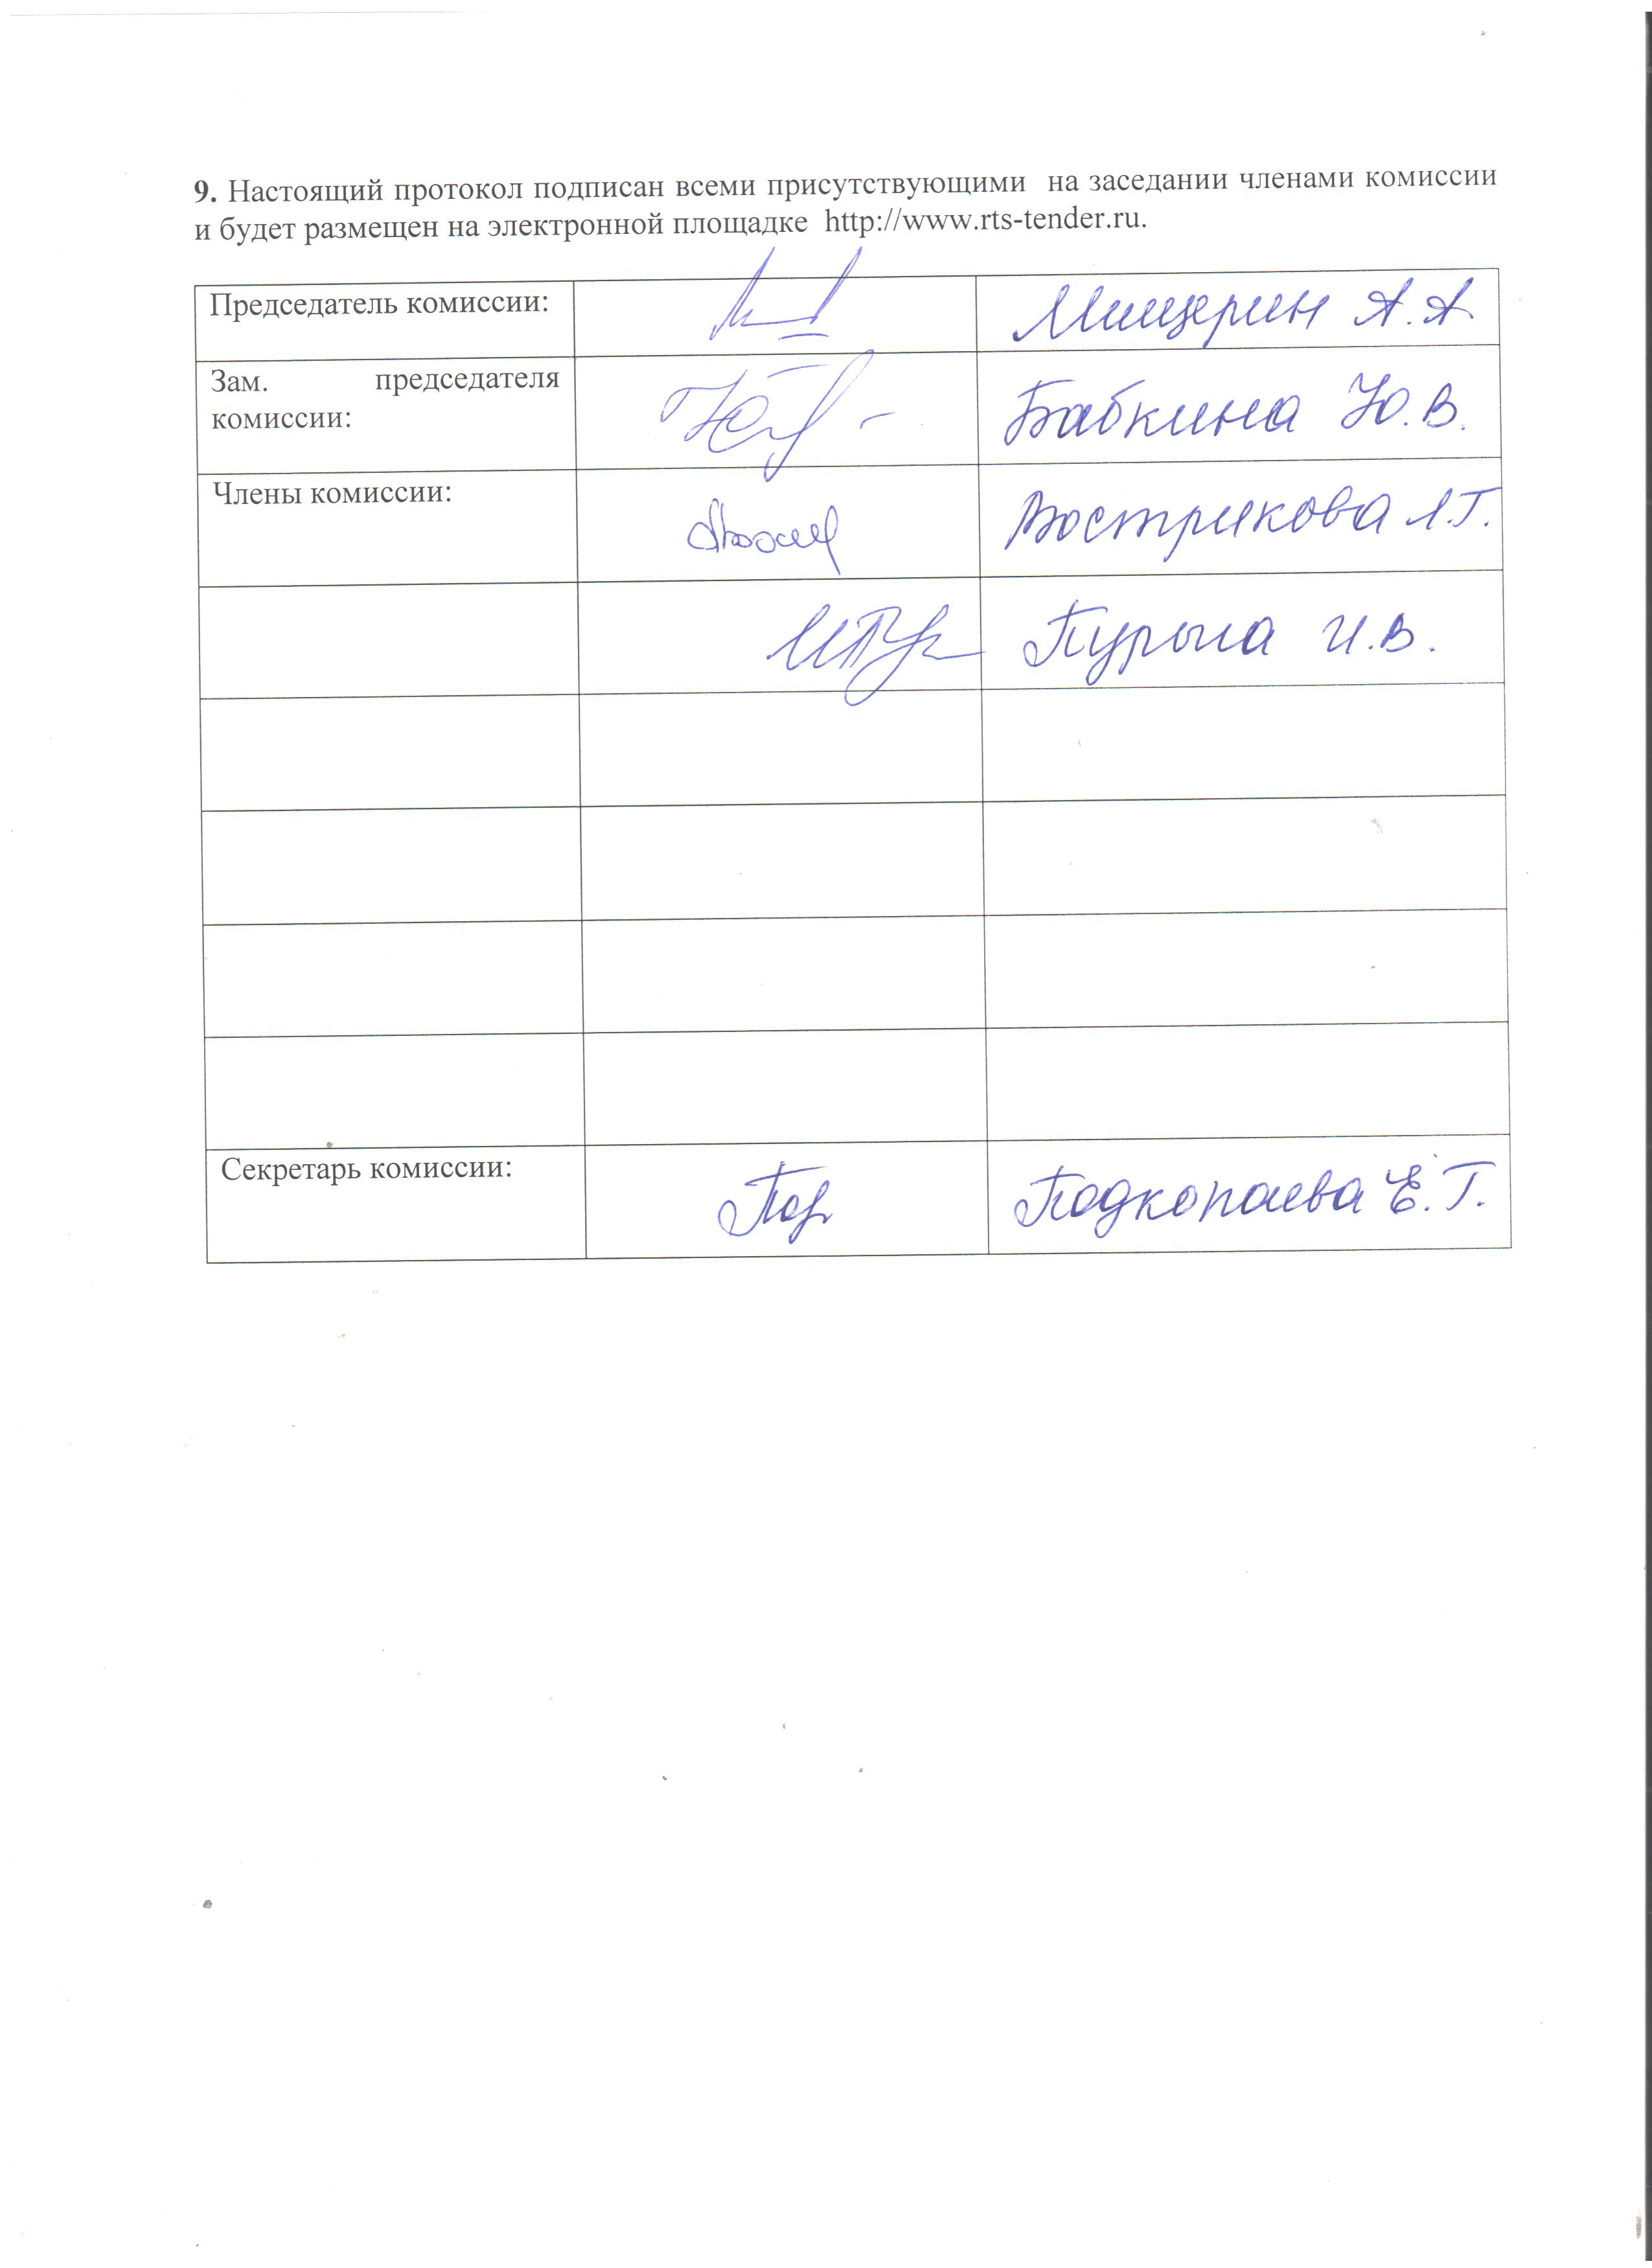 9. Настоящий протокол подписан всеми присутствующими на заседании членами комиссии
и будет размещен на электронной площадке http://www.rts-tender.ru.
Председатель комиссии: Мищерин А.А
Зам. председателя
комиссии:
Бабкина Ю.В.
Члены комиссии: Вострикова Л.Г.
И.В.
Секретарь комиссии: Подкопаева Е.Г.